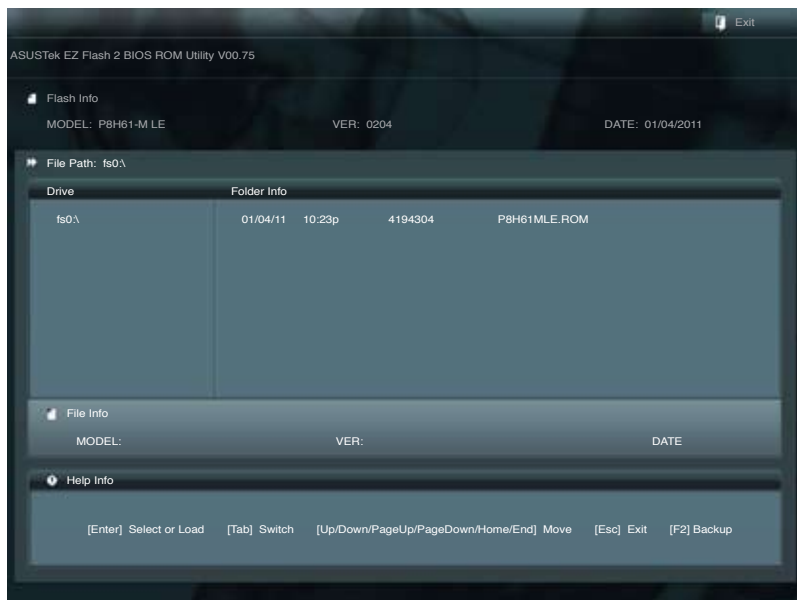 Exit
ASUSTek EZ Flash 2 BIOS ROM Utility V00.75
Flash Info
MODEL: P8H61-M LE VER: 0204 DATE: 01/04/2011
File Path: fs0:\
Drive Folder Info
fs0:\ 01/04/11 10:23p 4194304 P8H61MLE.ROM
File Info
MODEL: VER: DATE
Help Info
[Enter] Select or Load [Tab] Switch [Up/Down/PageUp/PageDown/Home/End] Move [Esc] Exit [F2] Backup